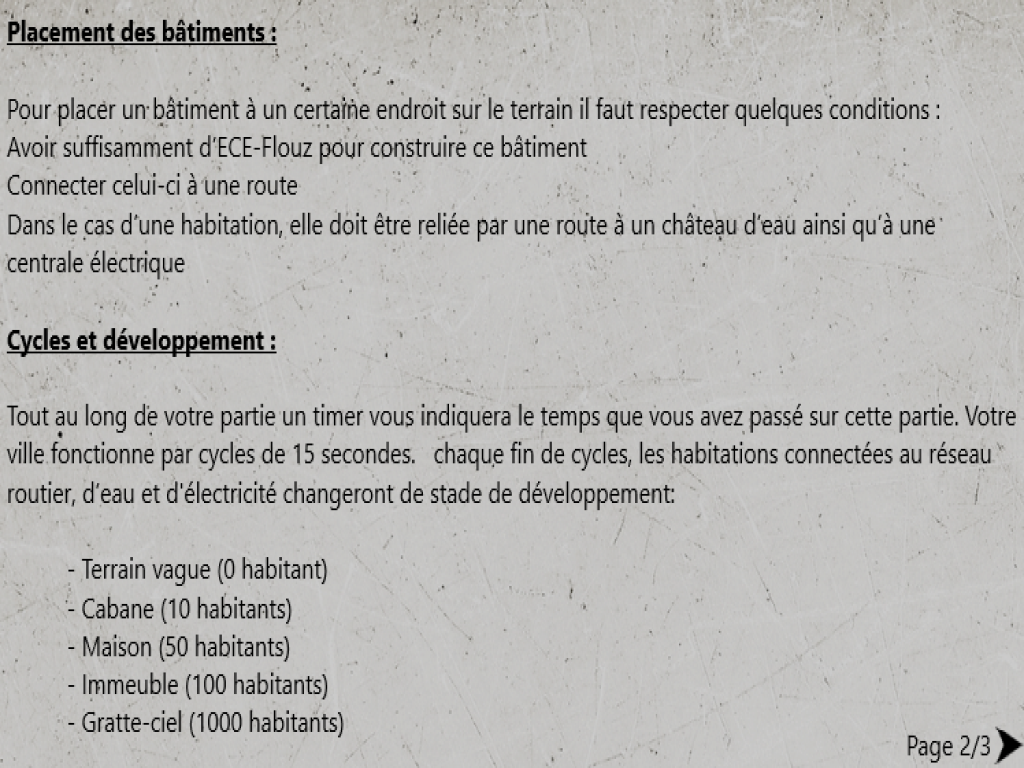 Placement des bâtiments :
Pour placer un bâtiment à un certaine endroit sur le terrain il faut respecter quelques conditions :
Avoir suffisamment d'ECE-Flouz pour construire ce bâtiment
Connecter celui-ci à une route
Dans le cas d'une habitation, elle doit être reliée par une route à un château d'eau ainsi qu'à une
centrale électrique
Cycles et développement :
Tout au long de votre partie un timer vous indiquera le temps que vous avez passé sur cette partie. Votre
ville fonctionne par cycles de 15 secondes.   chaque fin de cycles, les habitations connectées au réseau
routier, d'eau et d'électricité changeront de stade de développement:
- Terrain vague (0 habitant)
- Cabane (10 habitants)
- Maison (50 habitants)
- Immeuble (100 habitants)
- Gratte-ciel (1000 habitants)
Page 2/3